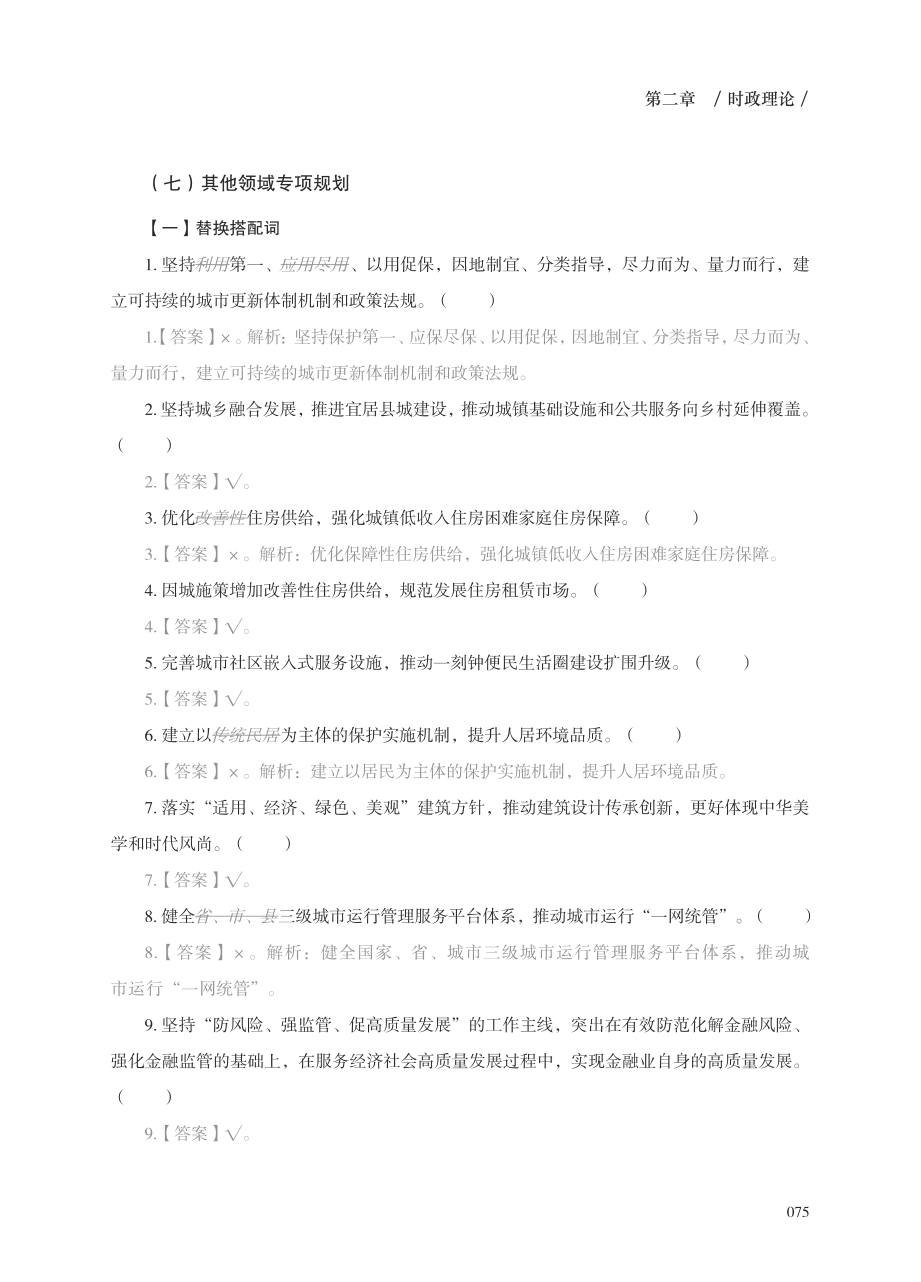 第二章 / 时政理论 /
（七）其他领域专项规划
【一】替换搭配词
1. 坚持利用第一、应用尽用、以用促保，因地制宜、分类指导，尽力而为、量力而行，建
立可持续的城市更新体制机制和政策法规。（　　）
1.【答案】×。解析：坚持保护第一、应保尽保、以用促保，因地制宜、分类指导，尽力而为、
量力而行，建立可持续的城市更新体制机制和政策法规。
2. 坚持城乡融合发展，推进宜居县城建设，推动城镇基础设施和公共服务向乡村延伸覆盖。
（　　）
2.【答案】√。
3. 优化改善性住房供给，强化城镇低收入住房困难家庭住房保障。（　　）
3.【答案】×。解析：优化保障性住房供给，强化城镇低收入住房困难家庭住房保障。
4. 因城施策增加改善性住房供给，规范发展住房租赁市场。（　　）
4.【答案】√。
5. 完善城市社区嵌入式服务设施，推动一刻钟便民生活圈建设扩围升级。（　　）
5.【答案】√。
6. 建立以传统民居为主体的保护实施机制，提升人居环境品质。（　　）
6.【答案】×。解析：建立以居民为主体的保护实施机制，提升人居环境品质。
7. 落实“适用、经济、绿色、美观”建筑方针，推动建筑设计传承创新，更好体现中华美
学和时代风尚。（　　）
7.【答案】√。
8. 健全省、市、县三级城市运行管理服务平台体系，推动城市运行“一网统管”。（　　）
8.【答案】×。解析：健全国家、省、城市三级城市运行管理服务平台体系，推动城
市运行“一网统管”。
9. 坚持“防风险、强监管、促高质量发展”的工作主线，突出在有效防范化解金融风险、
强化金融监管的基础上，在服务经济社会高质量发展过程中，实现金融业自身的高质量发展。
（　　）
9.【答案】√。
075